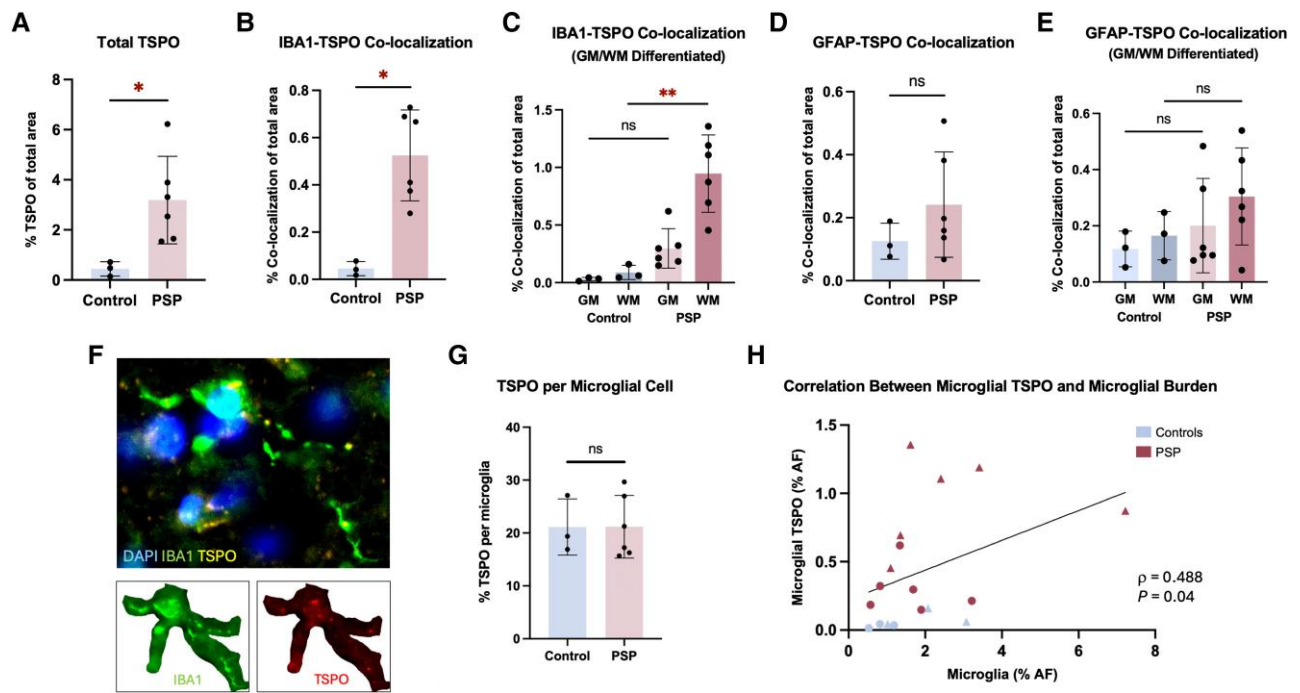 A
Total TSPO
% TSPO of total area
8
6
4
2
0
*
Control
PSP
B
IBA1-TSPO Co-localization
% Co-localization of total area
0.8
0.6
0.4
0.2
0.0
*
Control
PSP
C
IBA1-TSPO Co-localization
(GM/WM Differentiated)
% Co-localization of total area
1.5
1.0
0.5
0.0
**
ns
GM WM GM WM
Control PSP
D
GFAP-TSPO Co-localization
% Co-localization of total area
0.6
0.4
0.2
0.0
ns
Control
PSP
E
GFAP-TSPO Co-localization
(GM/WM Differentiated)
% Co-localization of total area
0.6
0.4
0.2
0.0
ns
ns
GM WM GM WM
Control PSP
F
DAPI IBA1 TSPO
IBA1
TSPO
G
TSPO per Microglial Cell
% TSPO per microglia
40
30
20
10
0
ns
Control
PSP
H
Correlation Between Microglial TSPO and Microglial Burden
Microglial TSPO (% AF)
1.5
1.0
0.5
0.0
Controls
PSP
ρ = 0.488
P = 0.04
0 2 4 6 8
Microglia (% AF)